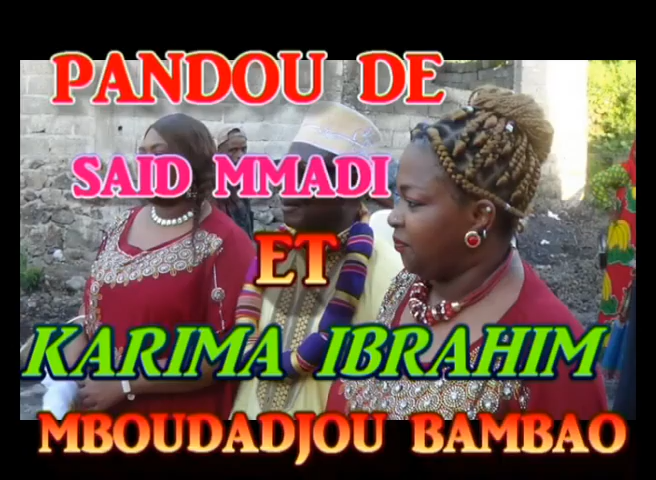 PANDOU DE
SAID MMADI
ET
KARIMA IBRAHIM
MBOUDADJOU BAMBAO